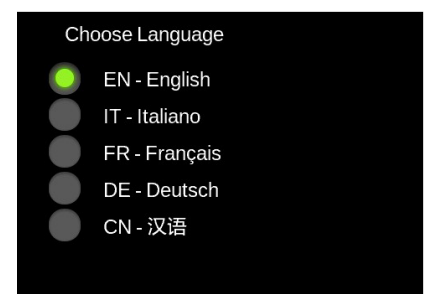 Choose Language
EN - English
IT - Italiano
FR - Français
DE - Deutsch
CN - 汉语